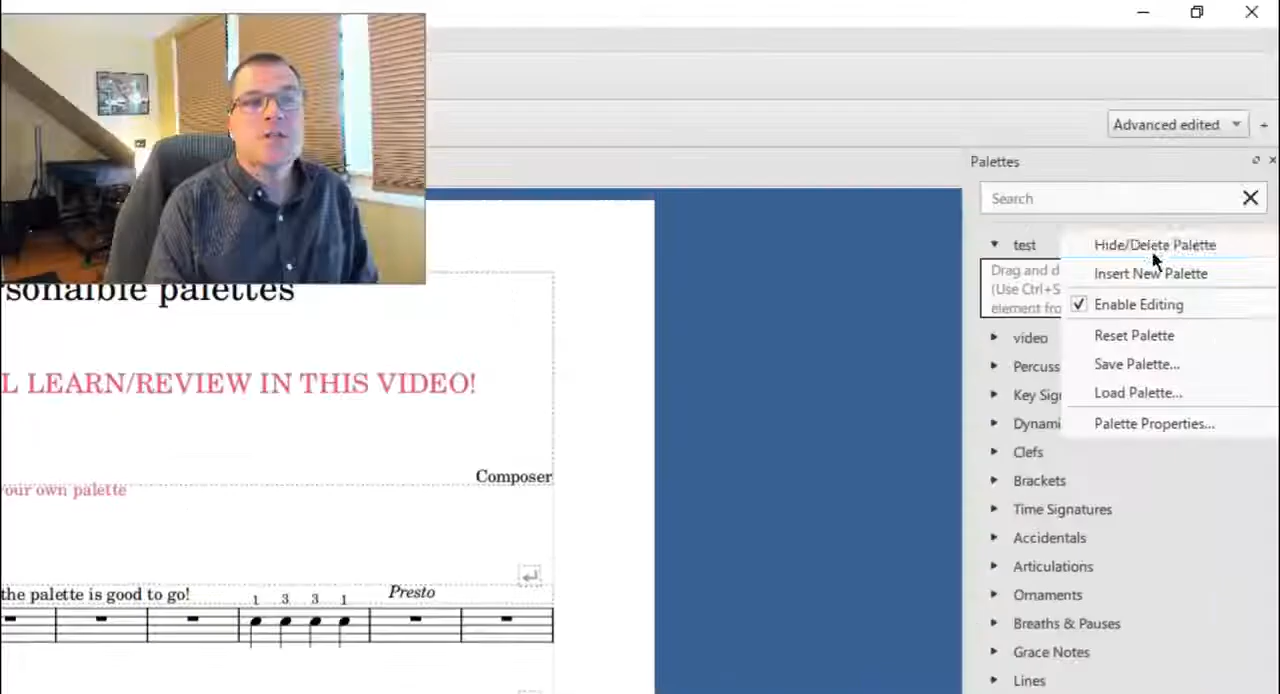 Advanced edited
Palettes
Search
test
Hide/Delete Palette
Drag and d
Insert New Palette
(Use Ctrl+S
element fro
Enable Editing
video
Reset Palette
Percuss
Save Palette...
Key Sig
Load Palette...
Dynami
Palette Properties...
Clefs
Brackets
Time Signatures
Accidentals
Articulations
Ornaments
Breaths & Pauses
Grace Notes
Lines
rsonalble palettes
L LEARN/REVIEW IN THIS VIDEO!
Composer
our own palette
the palette is good to go!
1 3 3 1
Presto